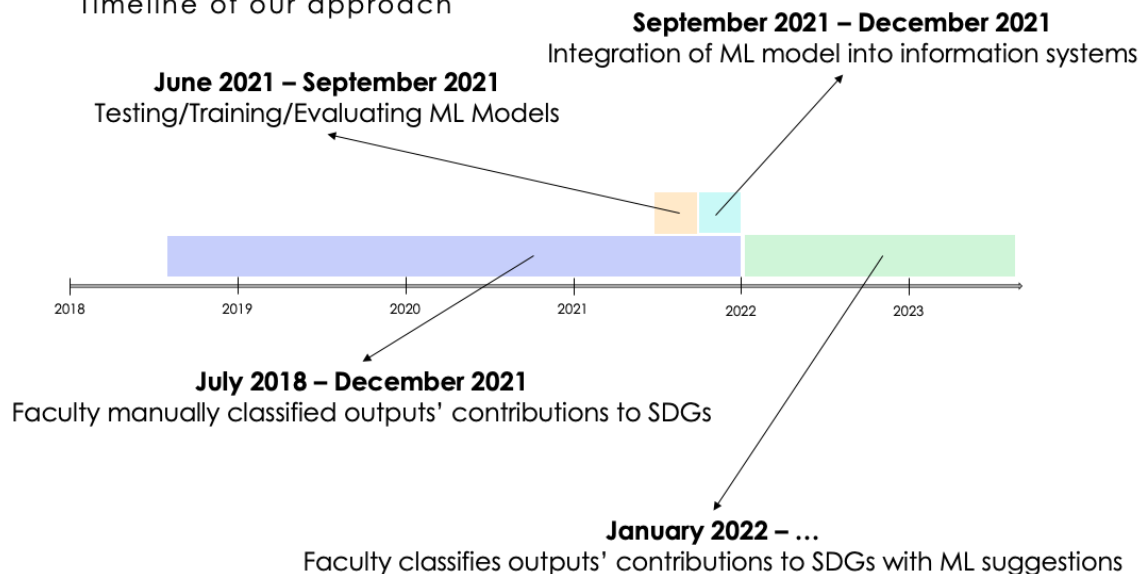 Timeline of our approach
September 2021 – December 2021
Integration of ML model into information systems
June 2021 – September 2021
Testing/Training/Evaluating ML Models
2018
2019
2020
2021
2022
2023
July 2018 – December 2021
Faculty manually classified outputs’ contributions to SDGs
January 2022 – ...
Faculty classifies outputs’ contributions to SDGs with ML suggestions